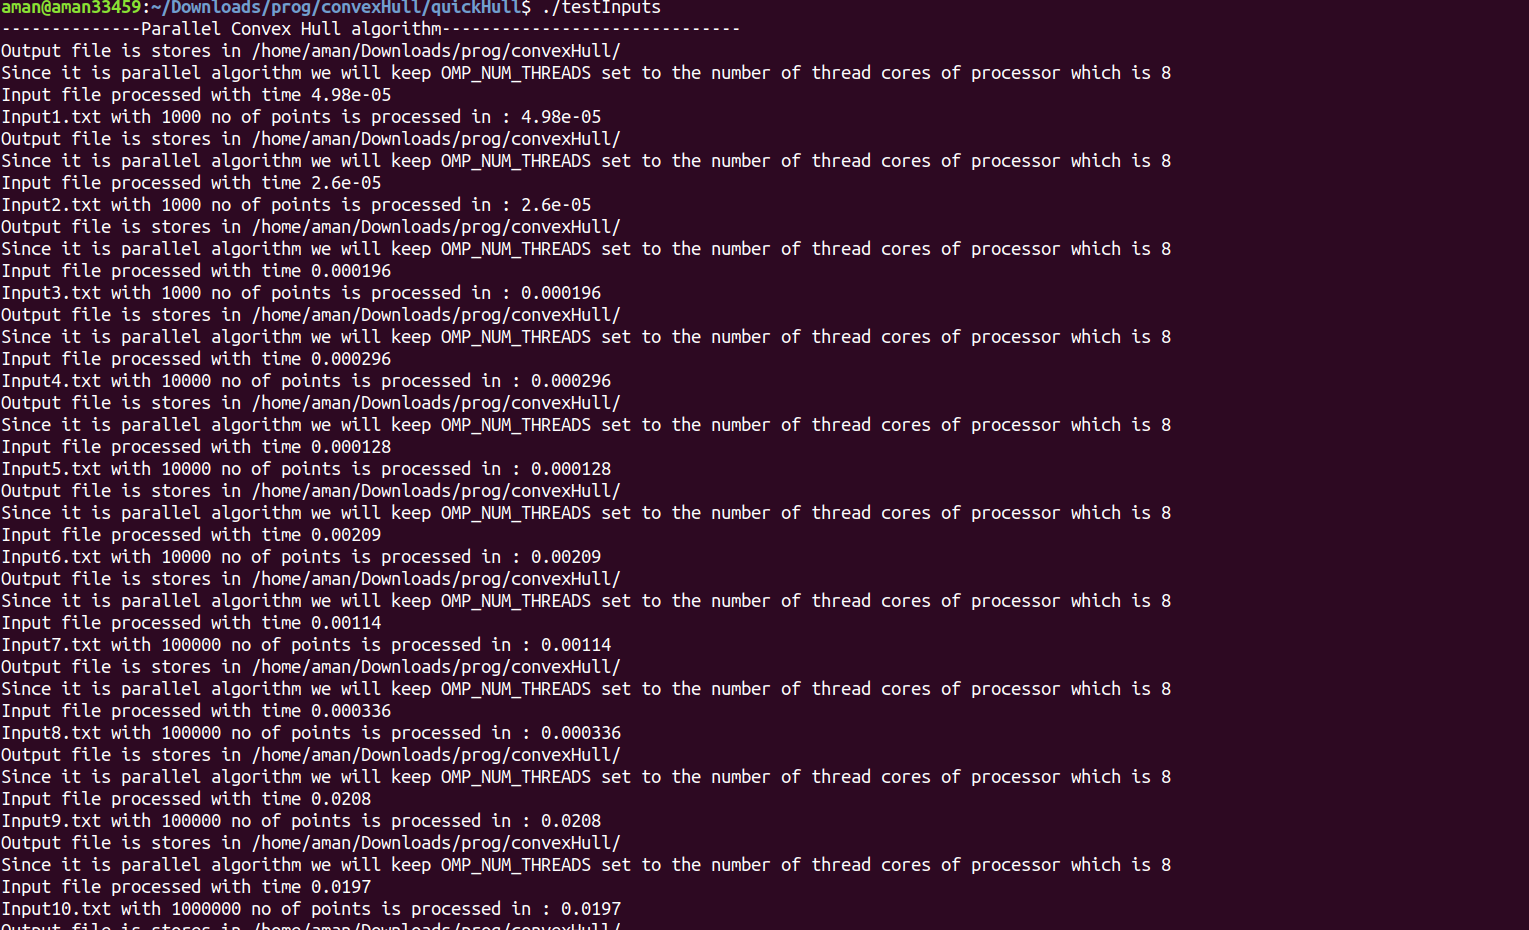 aman@aman33459:~/Downloads/prog/convexHull/quickHull$ ./testInputs
--------------Parallel Convex Hull algorithm------------------------------
Output file is stores in /home/aman/Downloads/prog/convexHull/
Since it is parallel algorithm we will keep OMP_NUM_THREADS set to the number of thread cores of processor which is 8
Input file processed with time 4.98e-05
Input1.txt with 1000 no of points is processed in : 4.98e-05
Output file is stores in /home/aman/Downloads/prog/convexHull/
Since it is parallel algorithm we will keep OMP_NUM_THREADS set to the number of thread cores of processor which is 8
Input file processed with time 2.6e-05
Input2.txt with 1000 no of points is processed in : 2.6e-05
Output file is stores in /home/aman/Downloads/prog/convexHull/
Since it is parallel algorithm we will keep OMP_NUM_THREADS set to the number of thread cores of processor which is 8
Input file processed with time 0.000196
Input3.txt with 1000 no of points is processed in : 0.000196
Output file is stores in /home/aman/Downloads/prog/convexHull/
Since it is parallel algorithm we will keep OMP_NUM_THREADS set to the number of thread cores of processor which is 8
Input file processed with time 0.000296
Input4.txt with 10000 no of points is processed in : 0.000296
Output file is stores in /home/aman/Downloads/prog/convexHull/
Since it is parallel algorithm we will keep OMP_NUM_THREADS set to the number of thread cores of processor which is 8
Input file processed with time 0.000128
Input5.txt with 10000 no of points is processed in : 0.000128
Output file is stores in /home/aman/Downloads/prog/convexHull/
Since it is parallel algorithm we will keep OMP_NUM_THREADS set to the number of thread cores of processor which is 8
Input file processed with time 0.00209
Input6.txt with 10000 no of points is processed in : 0.00209
Output file is stores in /home/aman/Downloads/prog/convexHull/
Since it is parallel algorithm we will keep OMP_NUM_THREADS set to the number of thread cores of processor which is 8
Input file processed with time 0.00114
Input7.txt with 100000 no of points is processed in : 0.00114
Output file is stores in /home/aman/Downloads/prog/convexHull/
Since it is parallel algorithm we will keep OMP_NUM_THREADS set to the number of thread cores of processor which is 8
Input file processed with time 0.000336
Input8.txt with 100000 no of points is processed in : 0.000336
Output file is stores in /home/aman/Downloads/prog/convexHull/
Since it is parallel algorithm we will keep OMP_NUM_THREADS set to the number of thread cores of processor which is 8
Input file processed with time 0.0208
Input9.txt with 100000 no of points is processed in : 0.0208
Output file is stores in /home/aman/Downloads/prog/convexHull/
Since it is parallel algorithm we will keep OMP_NUM_THREADS set to the number of thread cores of processor which is 8
Input file processed with time 0.0197
Input10.txt with 1000000 no of points is processed in : 0.0197
Output file is stores in /home/aman/Downloads/prog/convexHull/